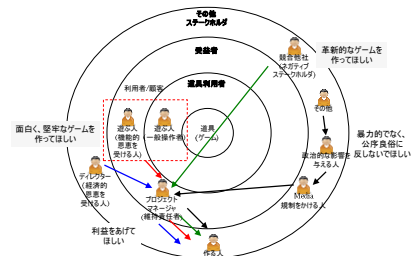 その他
ステークホルダ
受益者
競合他社
(ネガティブ
ステークホルダ)
革新的なゲームを
作ってほしい
道具利用者
利用者/顧客
その他
遊ぶ人
(機能的
恩恵を
受ける人)
遊ぶ人
(一般操作者)
道具
(ゲーム)
面白く、堅牢なゲームを
作ってほしい
暴力的でなく、
公序良俗に
反しないでほしい
政治的な影響を
与える人
ディレクター
(経済的
恩恵を
受ける人)
プロジェクト
マネージャ
(維持責任者)
Media
規制をかける人
利益をあげて
ほしい
作る人